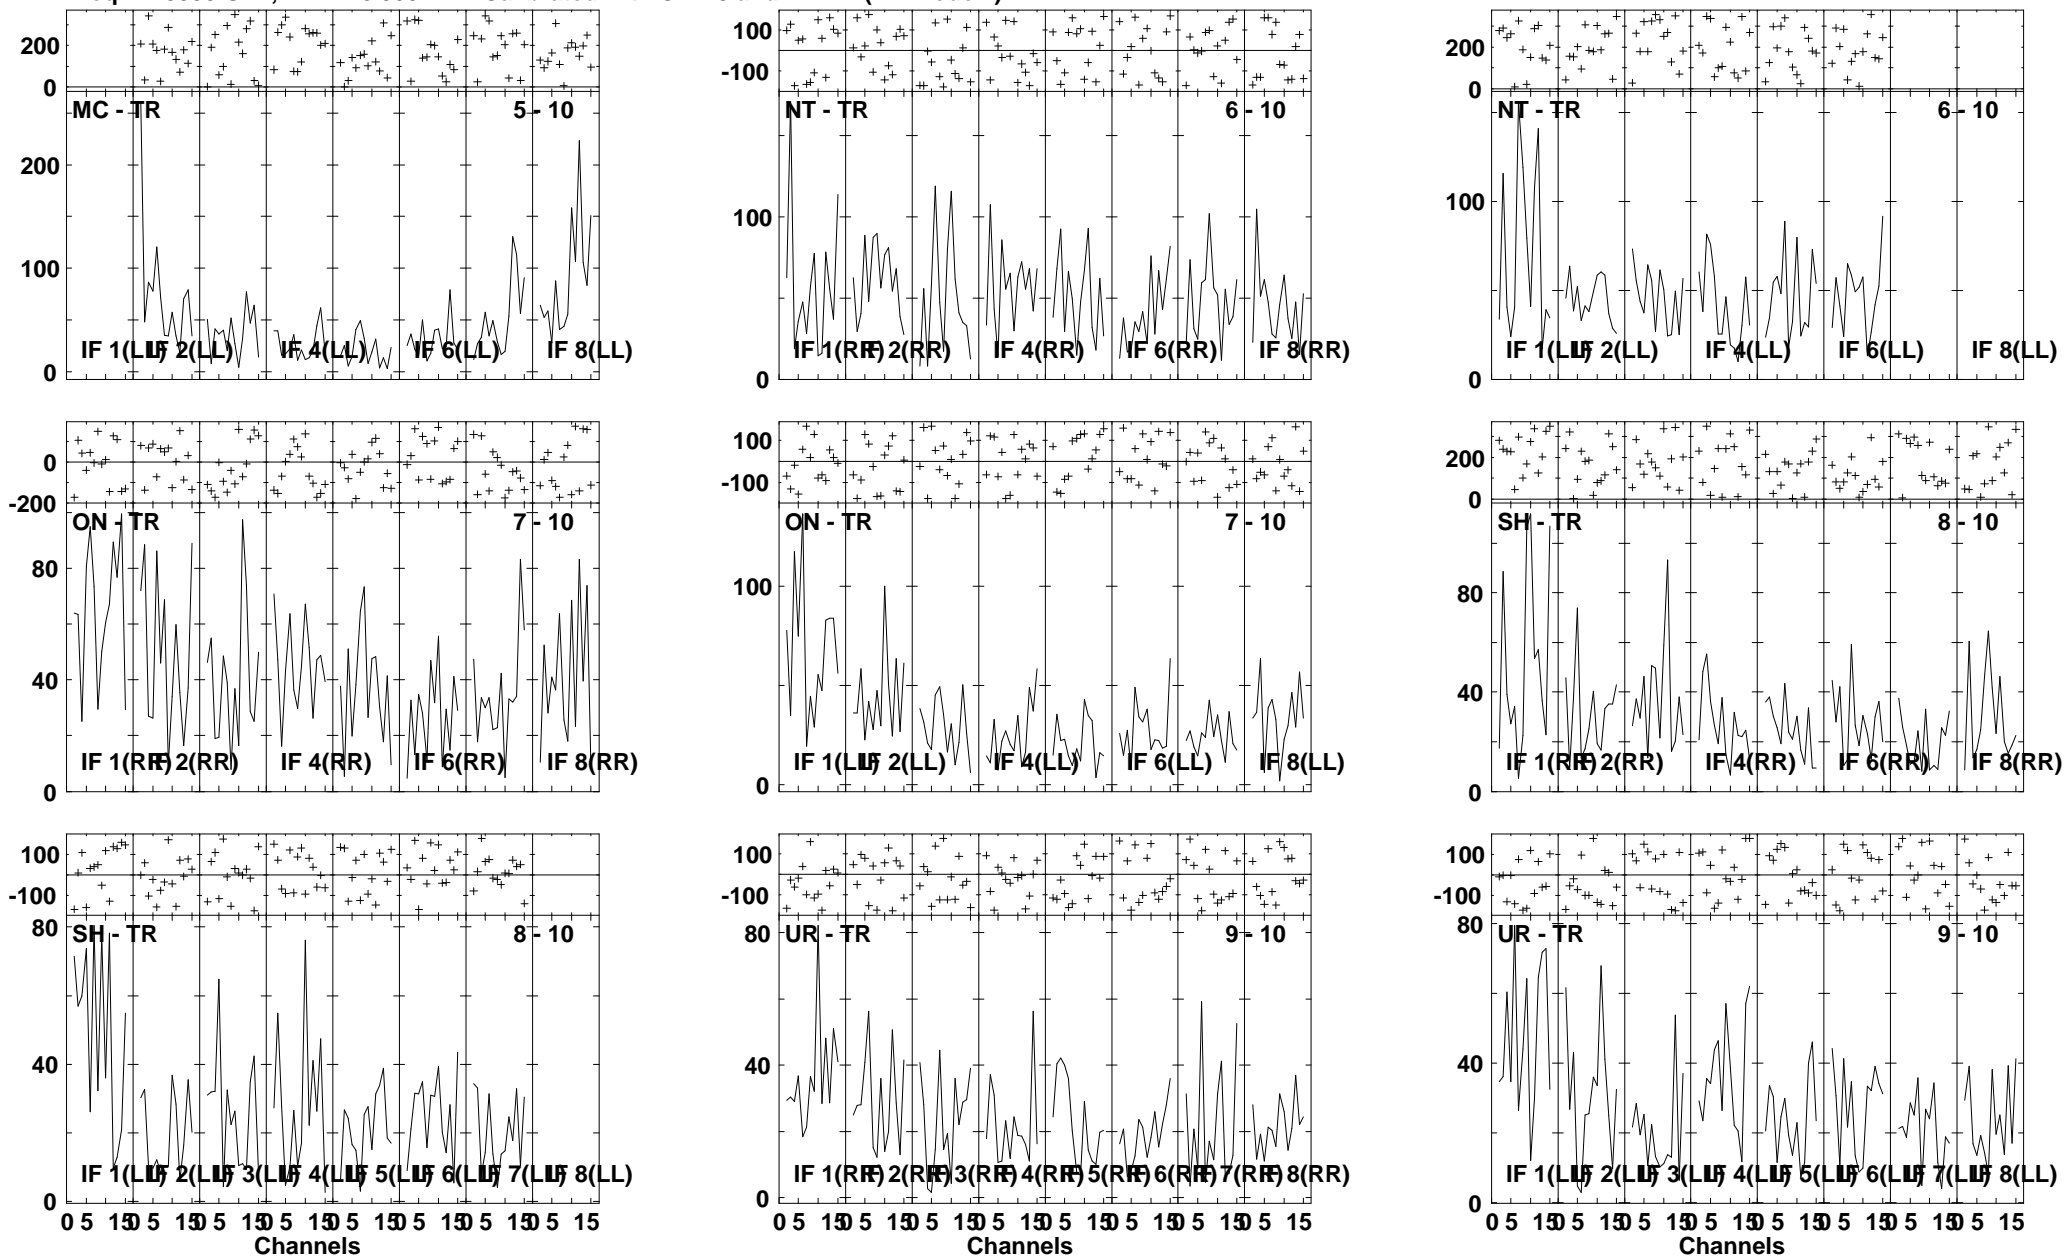 200
0
MC - TR 5 - 10
200
100
0
IF 1(LL) IF 2(LL) IF 4(LL) IF 6(LL) IF 8(LL)
100
-100
NT - TR 6 - 10
100
0
IF 1(RR) IF 2(RR) IF 4(RR) IF 6(RR) IF 8(RR)
200
0
NT - TR 6 - 10
100
0
IF 1(LL) IF 2(LL) IF 4(LL) IF 6(LL) IF 8(LL)
0
-200
ON - TR 7 - 10
80
40
0
IF 1(RR) IF 2(RR) IF 4(RR) IF 6(RR) IF 8(RR)
100
-100
ON - TR 7 - 10
100
0
IF 1(LL) IF 2(LL) IF 4(LL) IF 6(LL) IF 8(LL)
200
0
SH - TR 8 - 10
80
40
0
IF 1(RR) IF 2(RR) IF 4(RR) IF 6(RR) IF 8(RR)
100
-100
SH - TR 8 - 10
80
40
0
IF 1(LL) IF 2(LL) IF 3(LL) IF 4(LL) IF 5(LL) IF 6(LL) IF 7(LL) IF 8(LL)
0 5 15 0 5 15 0 5 15 0 5 15 0 5 15 0 5 15 0 5 15 0 5 15
Channels
100
-100
UR - TR 9 - 10
80
40
0
IF 1(RR) IF 2(RR) IF 3(RR) IF 4(RR) IF 5(RR) IF 6(RR) IF 7(RR) IF 8(RR)
0 5 15 0 5 15 0 5 15 0 5 15 0 5 15 0 5 15 0 5 15 0 5 15
Channels
100
-100
UR - TR 9 - 10
80
40
0
IF 1(LL) IF 2(LL) IF 3(LL) IF 4(LL) IF 5(LL) IF 6(LL) IF 7(LL) IF 8(LL)
0 5 15 0 5 15 0 5 15 0 5 15 0 5 15 0 5 15 0 5 15 0 5 15
Channels